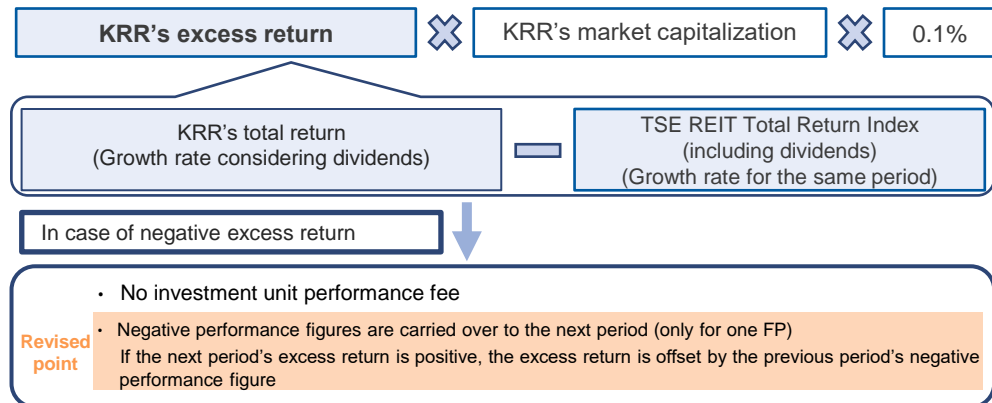 KRR's excess return
KRR's market capitalization
0.1%
KRR's total return
(Growth rate considering dividends)
TSE REIT Total Return Index
(including dividends)
(Growth rate for the same period)
In case of negative excess return
・ No investment unit performance fee
Revised
point
・ Negative performance figures are carried over to the next period (only for one FP)
If the next period's excess return is positive, the excess return is offset by the previous period's negative
performance figure